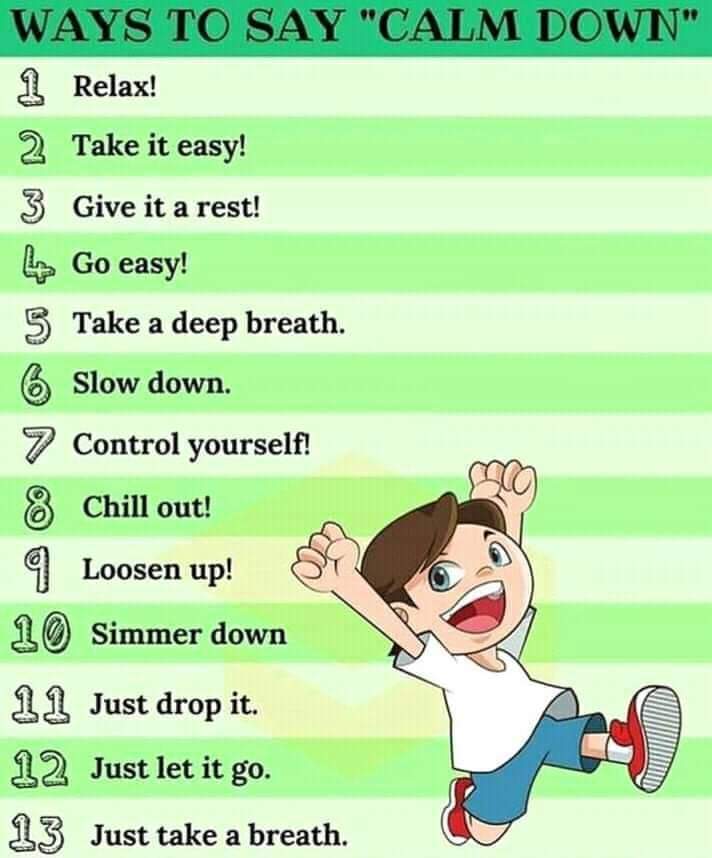 WAYS TO SAY "CALM DOWN"
1 Relax!
2 Take it easy!
3 Give it a rest!
4 Go easy!
5 Take a deep breath.
6 Slow down.
7 Control yourself!
8 Chill out!
9 Loosen up!
10 Simmer down
11 Just drop it.
12 Just let it go.
13 Just take a breath.